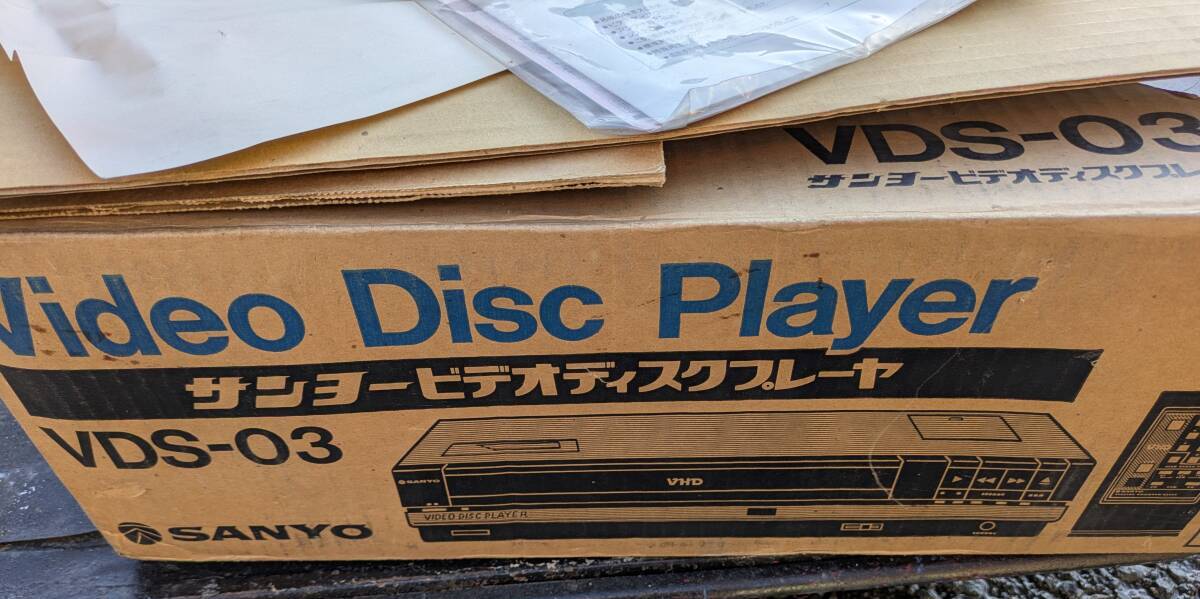 VDS-03
サンヨービデオディスクプレ
Video Disc Player
サンヨービデオディスクプレーヤ
VDS-03
SANYO
VHD
VIDEO DISC PLAYER
SANYO